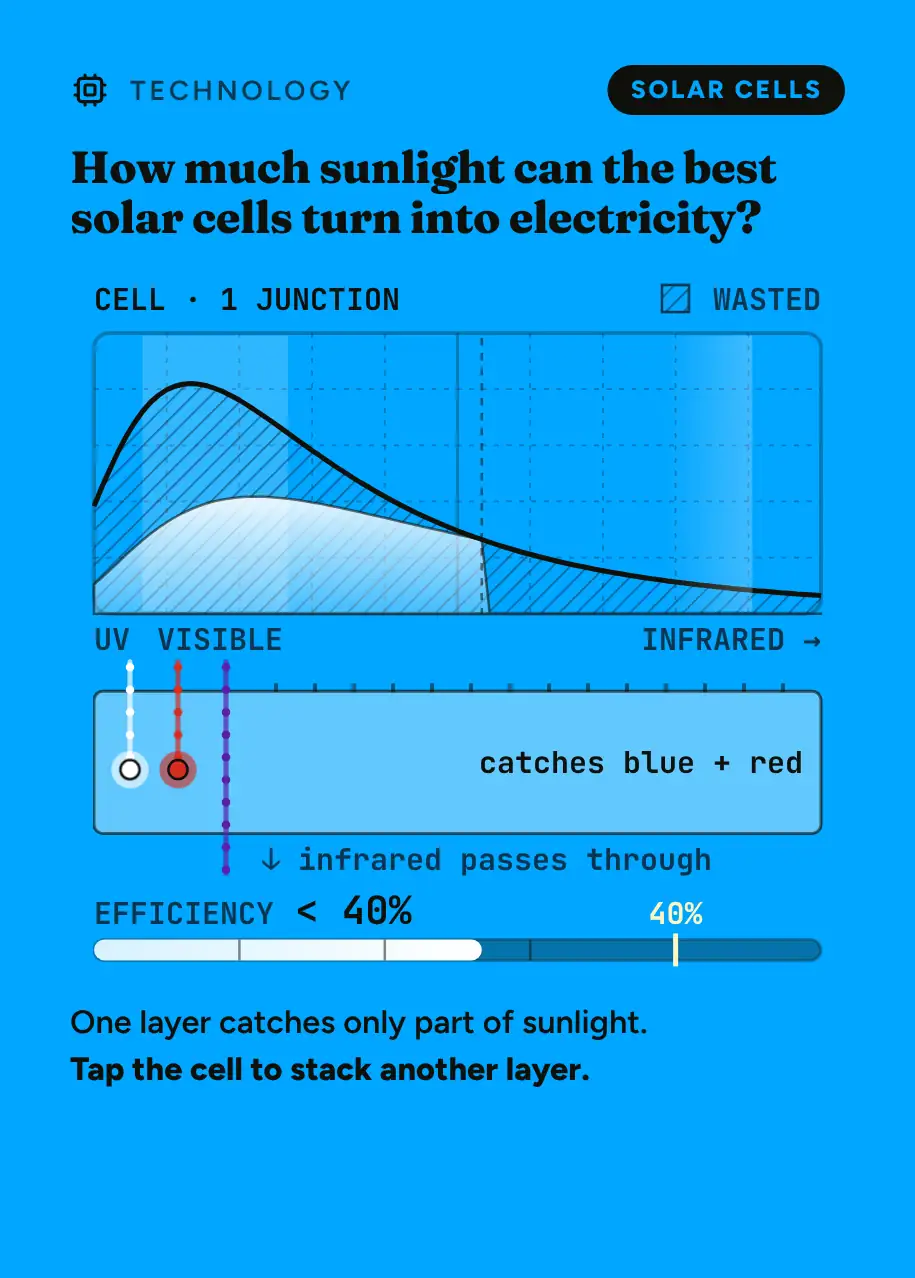 TECHNOLOGY
SOLAR CELLS
How much sunlight can the best
solar cells turn into electricity?
CELL · 1 JUNCTION
WASTED
UV VISIBLE
INFRARED →
catches blue + red
↓ infrared passes through
EFFICIENCY < 40%
40%
One layer catches only part of sunlight.
Tap the cell to stack another layer.